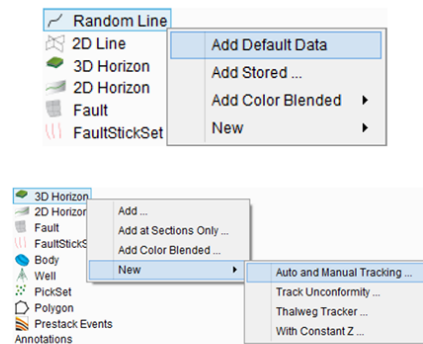 Random Line
2D Line
3D Horizon
2D Horizon
Fault
FaultStickSet
Add Default Data
Add Stored ...
Add Color Blended
New
3D Horizon
2D Horizon
Fault
FaultStickS
Body
Well
PickSet
Polygon
Prestack Events
Annotations
Add ...
Add at Sections Only ...
Add Color Blended ...
New
Auto and Manual Tracking ...
Track Unconformity ...
Thalweg Tracker ...
With Constant Z ...